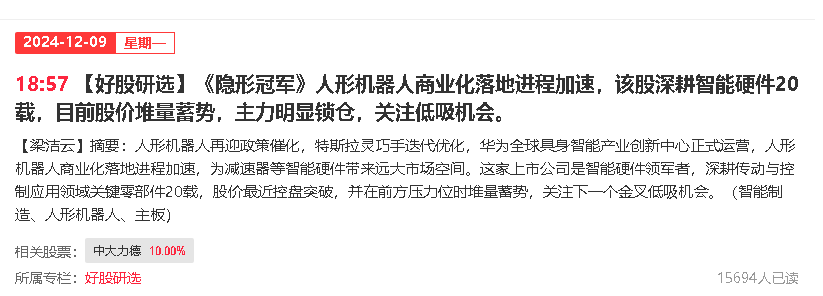 2024-12-09 星期一
18:57 【好股研选】《隐形冠军》人形机器人商业化落地进程加速，该股深耕智能硬件20
载，目前股价堆量蓄势，主力明显锁仓，关注低吸机会。
【梁洁云】摘要：人形机器人再迎政策催化，特斯拉灵巧手迭代优化，华为全球具身智能产业创新中心正式运营，人形
机器人商业化落地进程加速，为减速器等智能硬件带来远大市场空间。这家上市公司是智能硬件领军者，深耕传动与控
制应用领域关键零部件20载，股价最近控盘突破，并在前方压力位时堆量蓄势，关注下一个金叉低吸机会。（智能制
造、人形机器人、主板）
相关股票： 中大力德 10.00%
所属专栏：好股研选 15694人已读